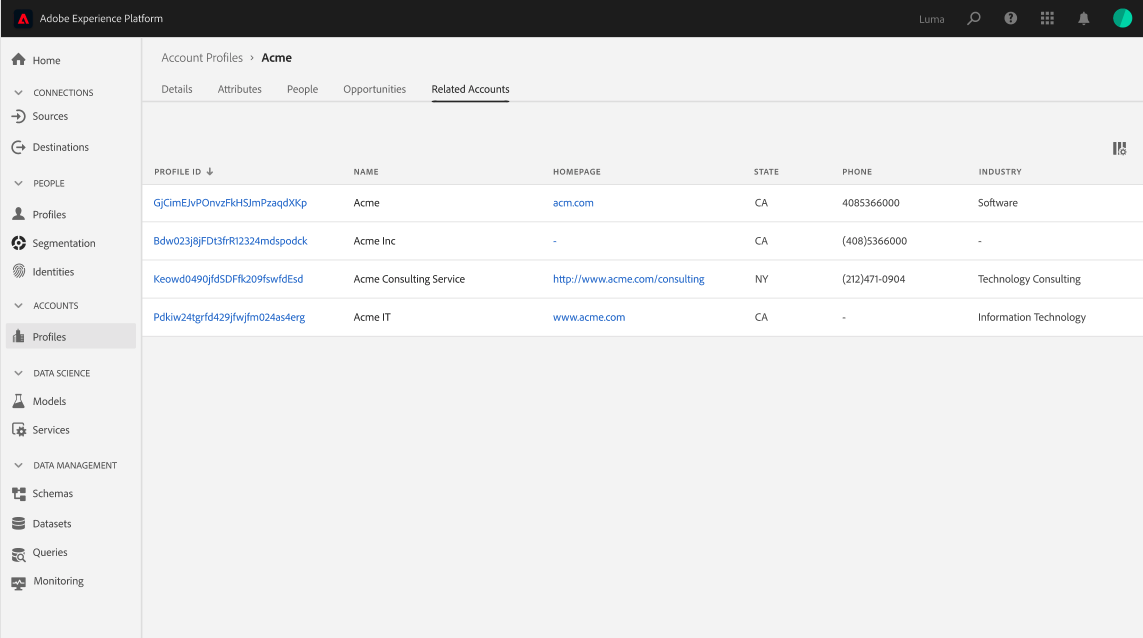 Adobe Experience Platform
Luma
Home
CONNECTIONS
Sources
Destinations
PEOPLE
Profiles
Segmentation
Identities
ACCOUNTS
Profiles
DATA SCIENCE
Models
Services
DATA MANAGEMENT
Schemas
Datasets
Queries
Monitoring
Account Profiles › Acme
Details Attributes People Opportunities Related Accounts
PROFILE ID NAME HOMEPAGE STATE PHONE INDUSTRY
GjCimEJvPOnvzFkHSJmPzaqdXKp Acme acm.com CA 4085366000 Software
Bdw023j8jFDt3frR12324mdspodck Acme Inc - CA (408)5366000 -
Keowd0490jfdSDFfk209fswfdEsd Acme Consulting Service http://www.acme.com/consulting NY (212)471-0904 Technology Consulting
Pdkiw24tgrfd429jfwjfm024as4erg Acme IT www.acme.com CA - Information Technology